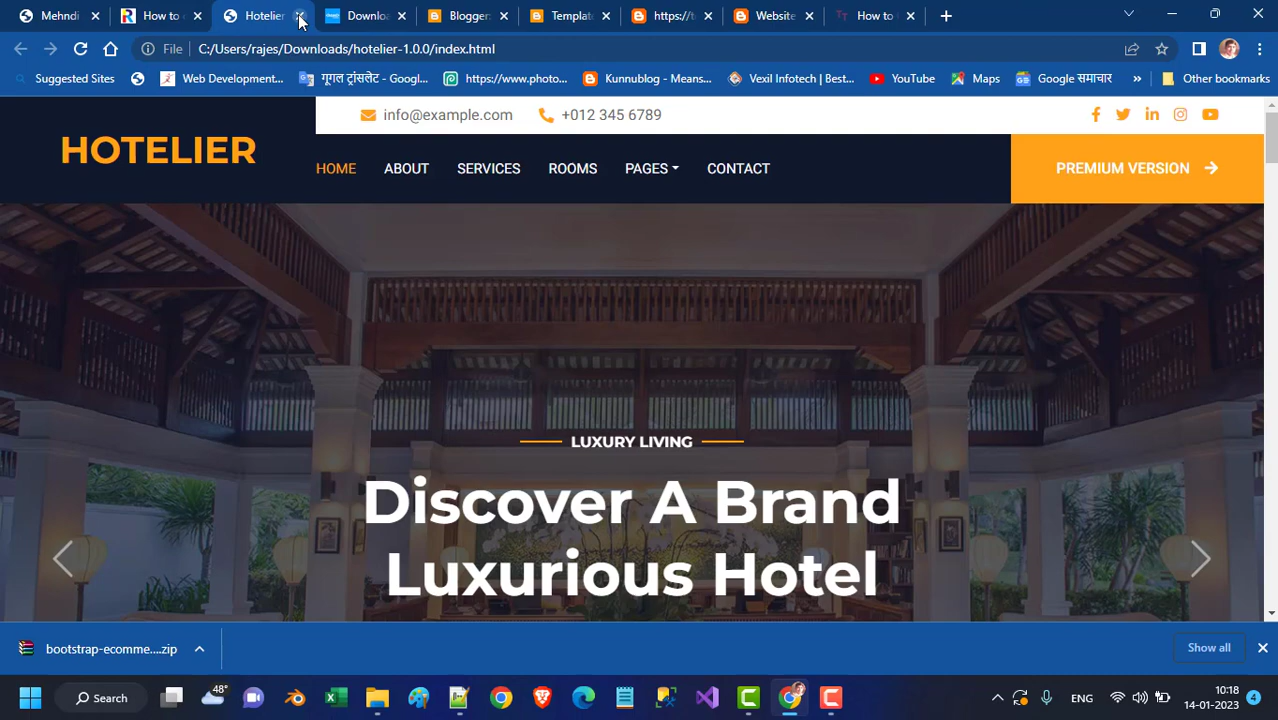 Mehndi
How to
Hotelier
Downlo
Blogger:
Templat
https://t
Website
How to
File
C:/Users/rajes/Downloads/hotelier-1.0.0/index.html
Suggested Sites
Web Development...
गूगल ट्रांसलेट - Googl...
https://www.photo...
Kunnublog - Means...
Vexil Infotech | Best...
YouTube
Maps
Google समाचार
»
Other bookmarks
info@example.com
+012 345 6789
HOTELIER
HOME
ABOUT
SERVICES
ROOMS
PAGES
CONTACT
PREMIUM VERSION
LUXURY LIVING
Discover A Brand
Luxurious Hotel
bootstrap-ecomme....zip
Show all
48°
Search
ENG
10:18
14-01-2023
4